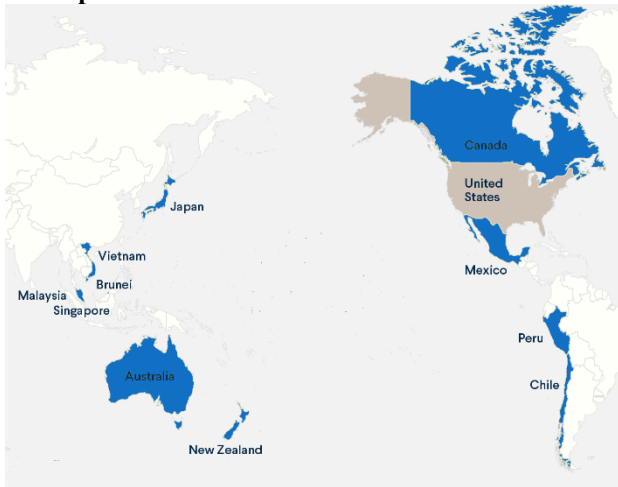 Canada
United
States
Japan
Vietnam
Mexico
Brunei
Malaysia
Singapore
Peru
Australia
Chile
New Zealand